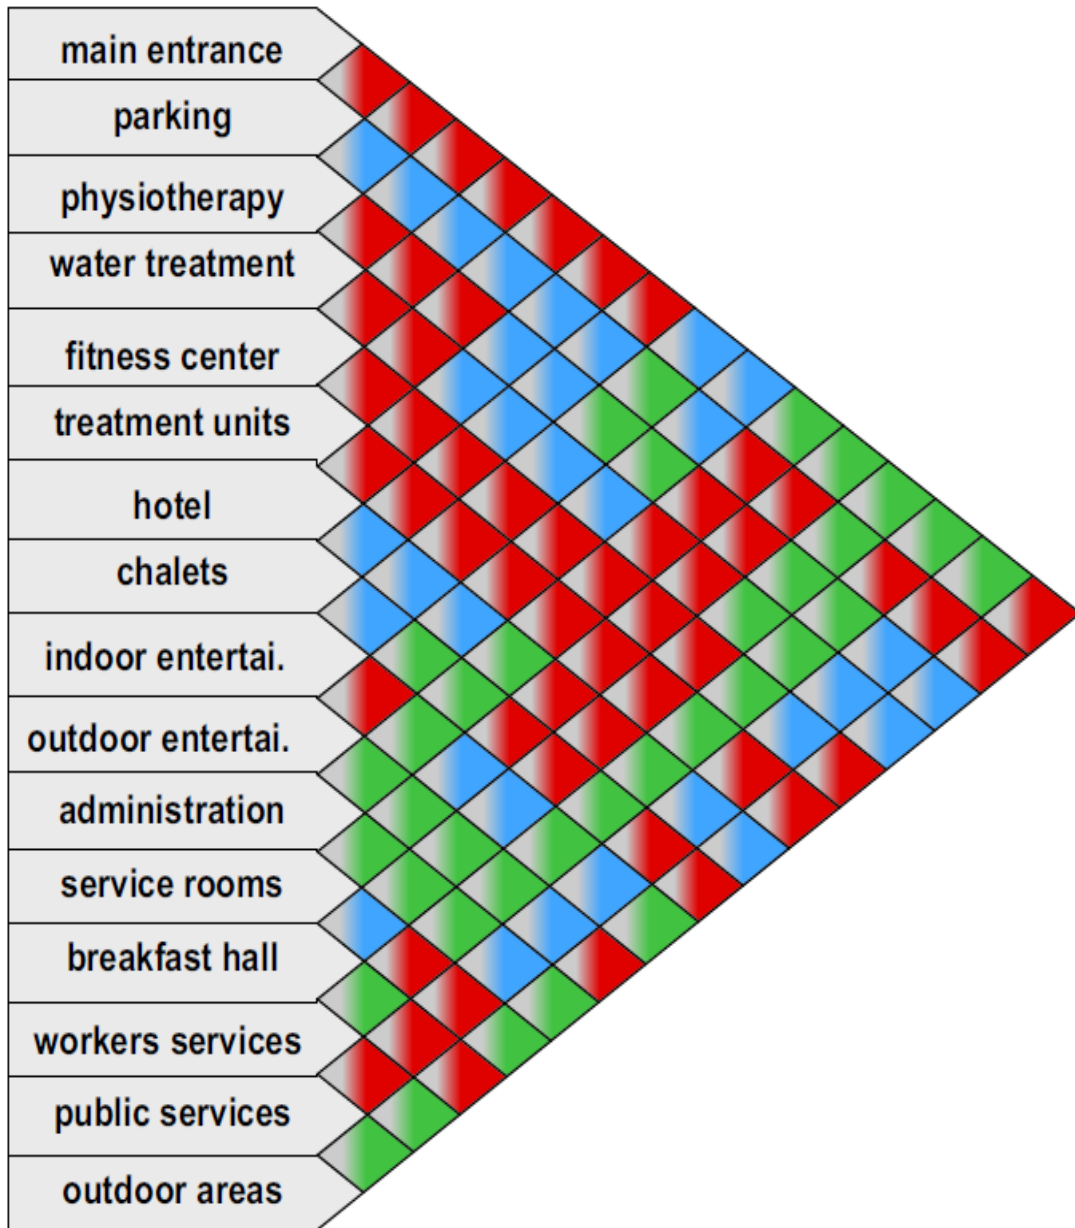 main entrance
parking
physiotherapy
water treatment
fitness center
treatment units
hotel
chalets
indoor entertai.
outdoor entertai.
administration
service rooms
breakfast hall
workers services
public services
outdoor areas